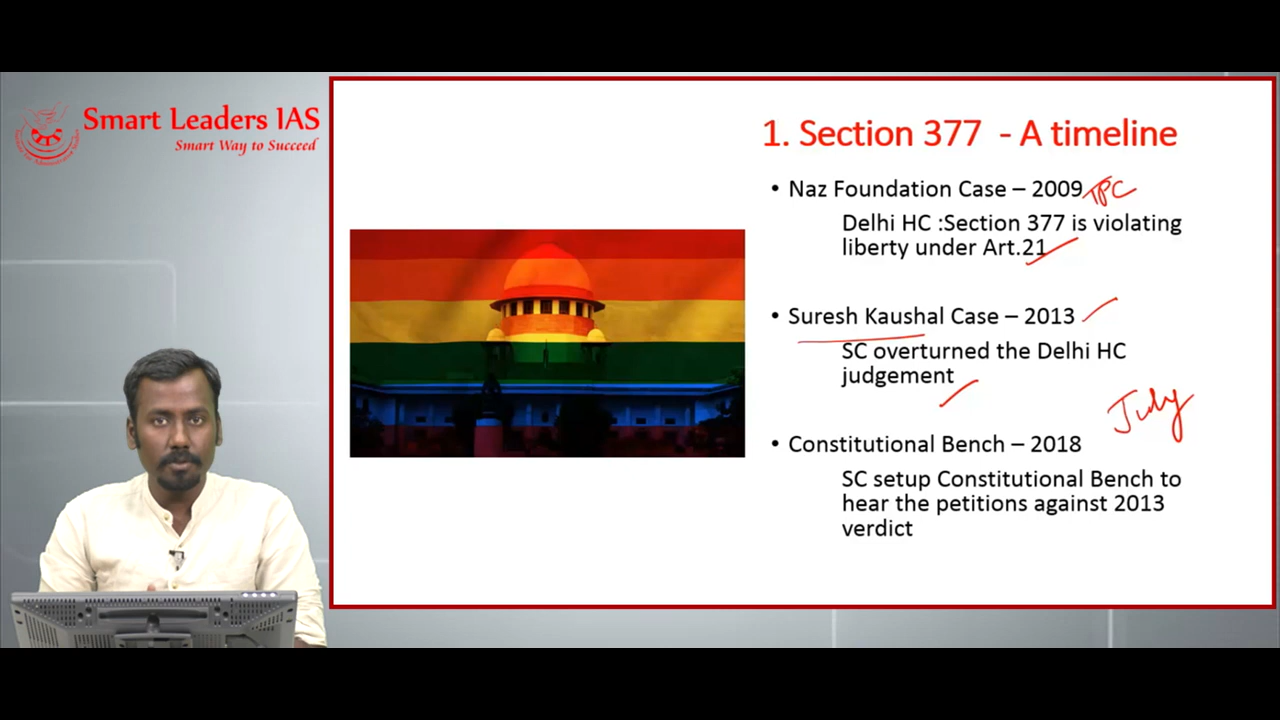 Smart Leaders IAS
Smart Way to Succeed
1. Section 377 - A timeline
• Naz Foundation Case – 2009
Delhi HC :Section 377 is violating
liberty under Art.21
• Suresh Kaushal Case – 2013
SC overturned the Delhi HC
judgement
July
• Constitutional Bench – 2018
SC setup Constitutional Bench to
hear the petitions against 2013
verdict